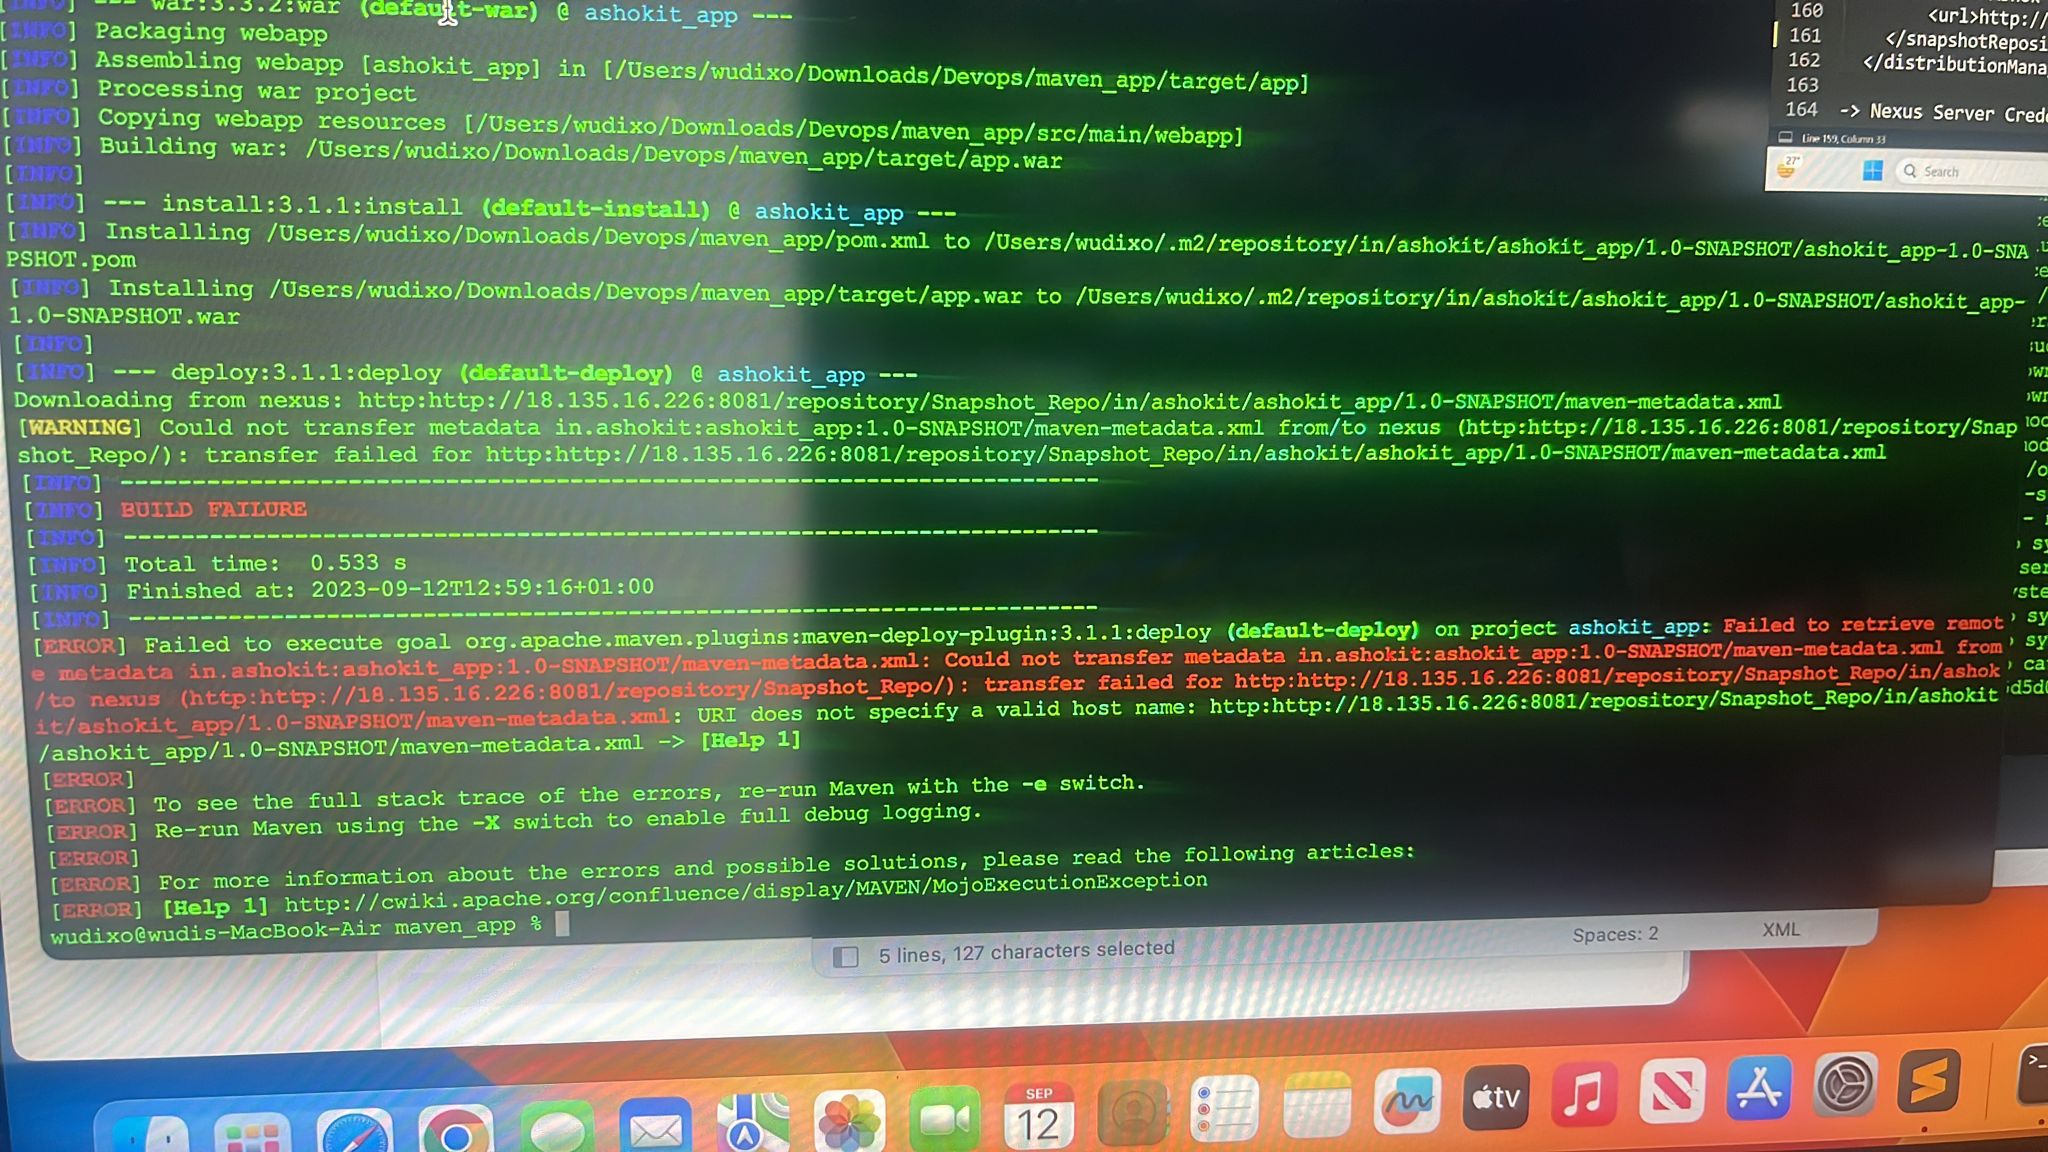 [INFO] --- war:3.3.2:war (default-war) @ ashokit_app ---
[INFO] Packaging webapp
[INFO] Assembling webapp [ashokit_app] in [/Users/wudixo/Downloads/Devops/maven_app/target/app]
[INFO] Processing war project
[INFO] Copying webapp resources [/Users/wudixo/Downloads/Devops/maven_app/src/main/webapp]
[INFO] Building war: /Users/wudixo/Downloads/Devops/maven_app/target/app.war
[INFO]
[INFO] --- install:3.1.1:install (default-install) @ ashokit_app ---
[INFO] Installing /Users/wudixo/Downloads/Devops/maven_app/pom.xml to /Users/wudixo/.m2/repository/in/ashokit/ashokit_app/1.0-SNAPSHOT/ashokit_app-1.0-SNA
PSHOT.pom
[INFO] Installing /Users/wudixo/Downloads/Devops/maven_app/target/app.war to /Users/wudixo/.m2/repository/in/ashokit/ashokit_app/1.0-SNAPSHOT/ashokit_app-
1.0-SNAPSHOT.war
[INFO]
[INFO] --- deploy:3.1.1:deploy (default-deploy) @ ashokit_app ---
Downloading from nexus: http:http://18.135.16.226:8081/repository/Snapshot_Repo/in/ashokit/ashokit_app/1.0-SNAPSHOT/maven-metadata.xml
[WARNING] Could not transfer metadata in.ashokit:ashokit_app:1.0-SNAPSHOT/maven-metadata.xml from/to nexus (http:http://18.135.16.226:8081/repository/Snap
shot_Repo/): transfer failed for http:http://18.135.16.226:8081/repository/Snapshot_Repo/in/ashokit/ashokit_app/1.0-SNAPSHOT/maven-metadata.xml
[INFO] ------------------------------------------------------------------------
[INFO] BUILD FAILURE
[INFO] ------------------------------------------------------------------------
[INFO] Total time:  0.533 s
[INFO] Finished at: 2023-09-12T12:59:16+01:00
[INFO] ------------------------------------------------------------------------
[ERROR] Failed to execute goal org.apache.maven.plugins:maven-deploy-plugin:3.1.1:deploy (default-deploy) on project ashokit_app: Failed to retrieve remot
e metadata in.ashokit:ashokit_app:1.0-SNAPSHOT/maven-metadata.xml: Could not transfer metadata in.ashokit:ashokit_app:1.0-SNAPSHOT/maven-metadata.xml from
/to nexus (http:http://18.135.16.226:8081/repository/Snapshot_Repo/): transfer failed for http:http://18.135.16.226:8081/repository/Snapshot_Repo/in/ashok
it/ashokit_app/1.0-SNAPSHOT/maven-metadata.xml: URI does not specify a valid host name: http:http://18.135.16.226:8081/repository/Snapshot_Repo/in/ashokit
/ashokit_app/1.0-SNAPSHOT/maven-metadata.xml -> [Help 1]
[ERROR]
[ERROR] To see the full stack trace of the errors, re-run Maven with the -e switch.
[ERROR] Re-run Maven using the -X switch to enable full debug logging.
[ERROR]
[ERROR] For more information about the errors and possible solutions, please read the following articles:
[ERROR] [Help 1] http://cwiki.apache.org/confluence/display/MAVEN/MojoExecutionException
wudixo@wudis-MacBook-Air maven_app %
160 <url>http://
161 </snapshotReposi
162 </distributionMana
163
164 -> Nexus Server Crede
Line 159, Column 33
27°
Search
5 lines, 127 characters selected
Spaces: 2
XML
SEP
12
tv